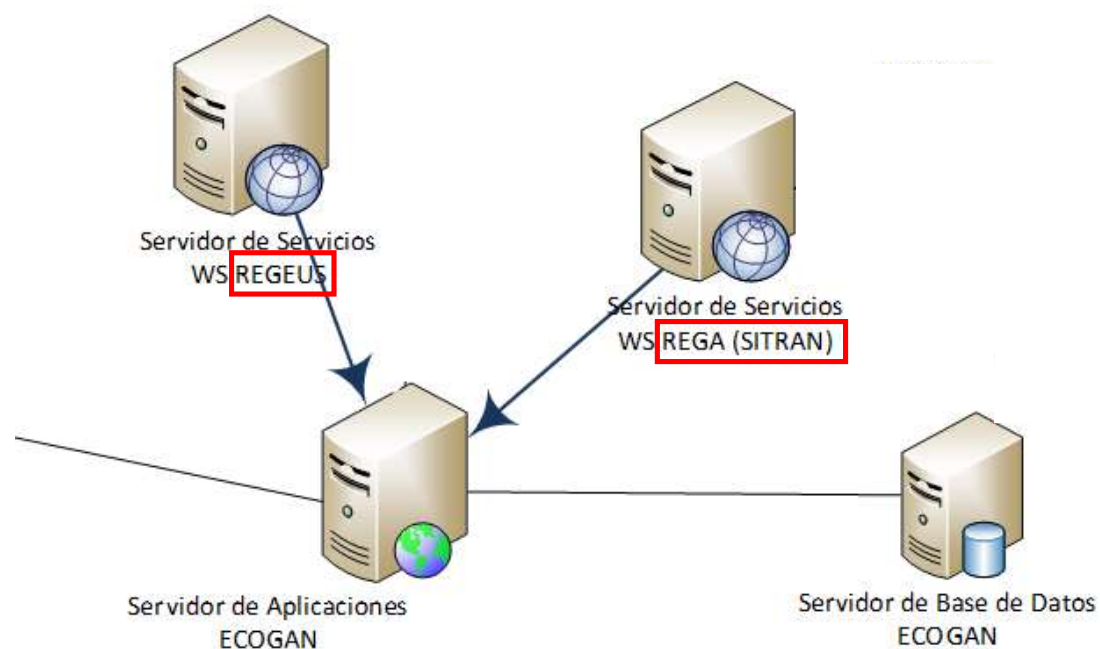 Servidor de Servicios
WS REGEUS
Servidor de Servicios
WS REGA (SITRAN)
Servidor de Aplicaciones
ECOGAN
Servidor de Base de Datos
ECOGAN